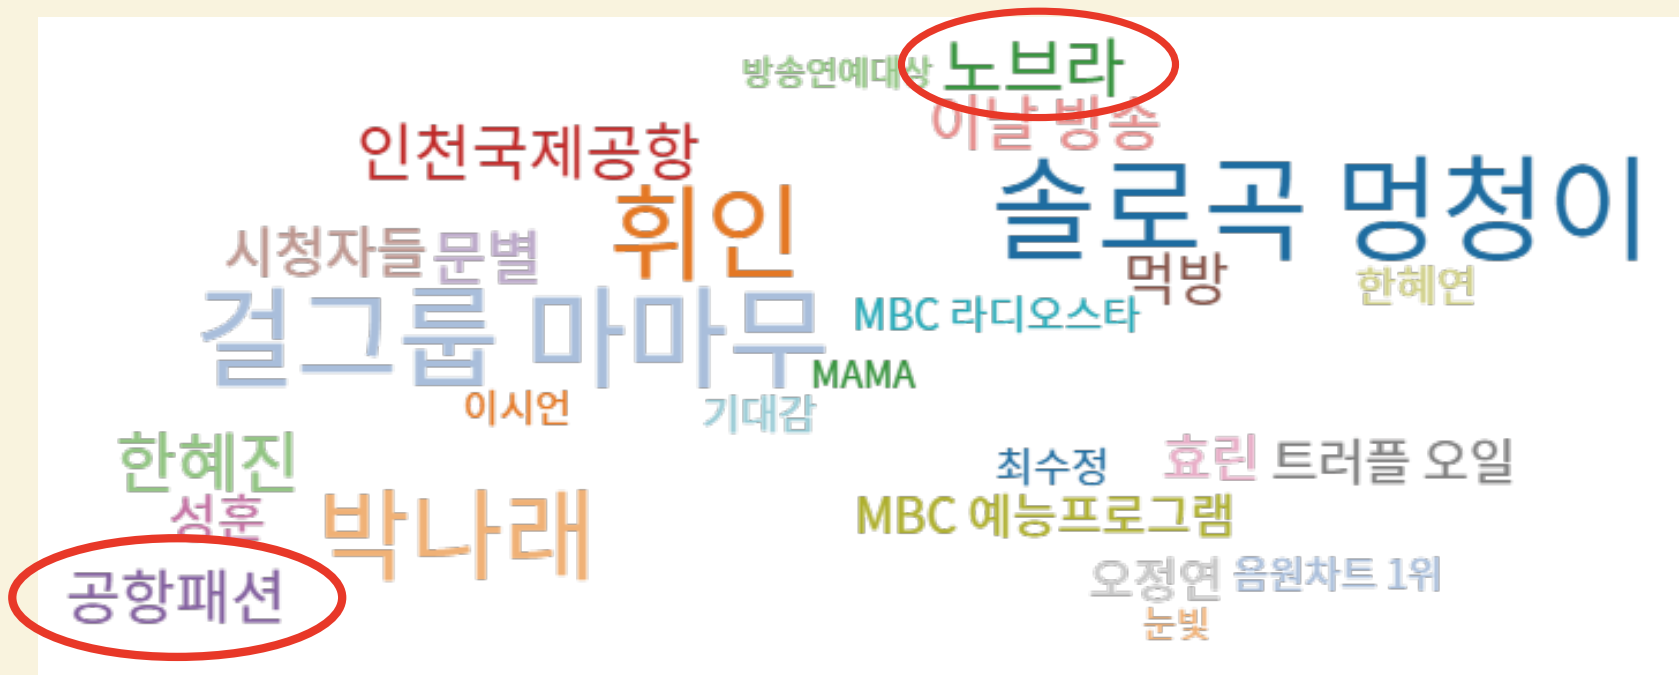 방송연예대상 노브라
이날 방송
인천국제공항
솔로곡 멍청이
휘인
시청자들 문별
먹방 한혜연
걸그룹 마마무 MBC 라디오스타
MAMA
이시언 기대감
한혜진 최수정 효린 트러플 오일
성훈 박나래 MBC 예능프로그램
공항패션 오정연 음원차트 1위
눈빛